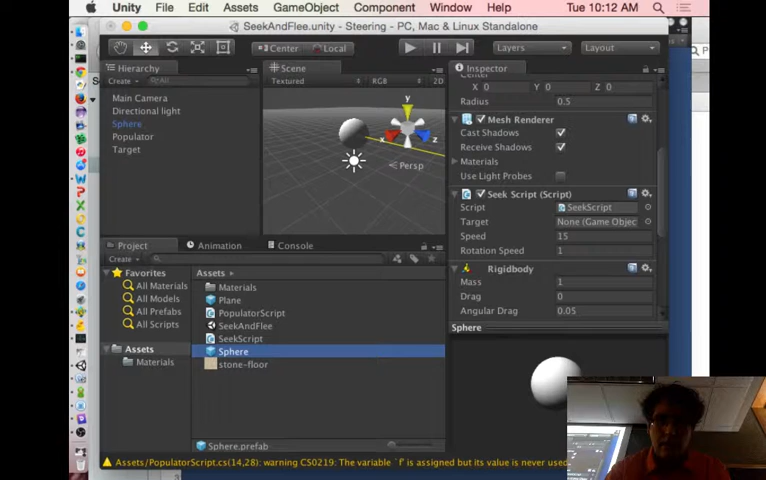 Unity File Edit Assets GameObject Component Window Help Tue 10:12 AM
SeekAndFlee.unity - Steering - PC, Mac & Linux Standalone
Center Local Layers Layout
Hierarchy
Create All
Main Camera
Directional light
Sphere
Populator
Target
Scene
Textured RGB 2D
y
x
z
Persp
Inspector
Center
X 0 Y 0 Z 0
Radius 0.5
Mesh Renderer
Cast Shadows
Receive Shadows
Materials
Use Light Probes
Seek Script (Script)
Script SeekScript
Target None (Game Objec
Speed 15
Rotation Speed 1
Rigidbody
Mass 1
Drag 0
Angular Drag 0.05
Sphere
Project Animation Console
Create
Favorites
All Materials
All Models
All Prefabs
All Scripts
Assets
Materials
Assets
Materials
Plane
PopulatorScript
SeekAndFlee
SeekScript
Sphere
stone-floor
Sphere.prefab
Assets/PopulatorScript.cs(14,28): warning CS0219: The variable `f' is assigned but its value is never used